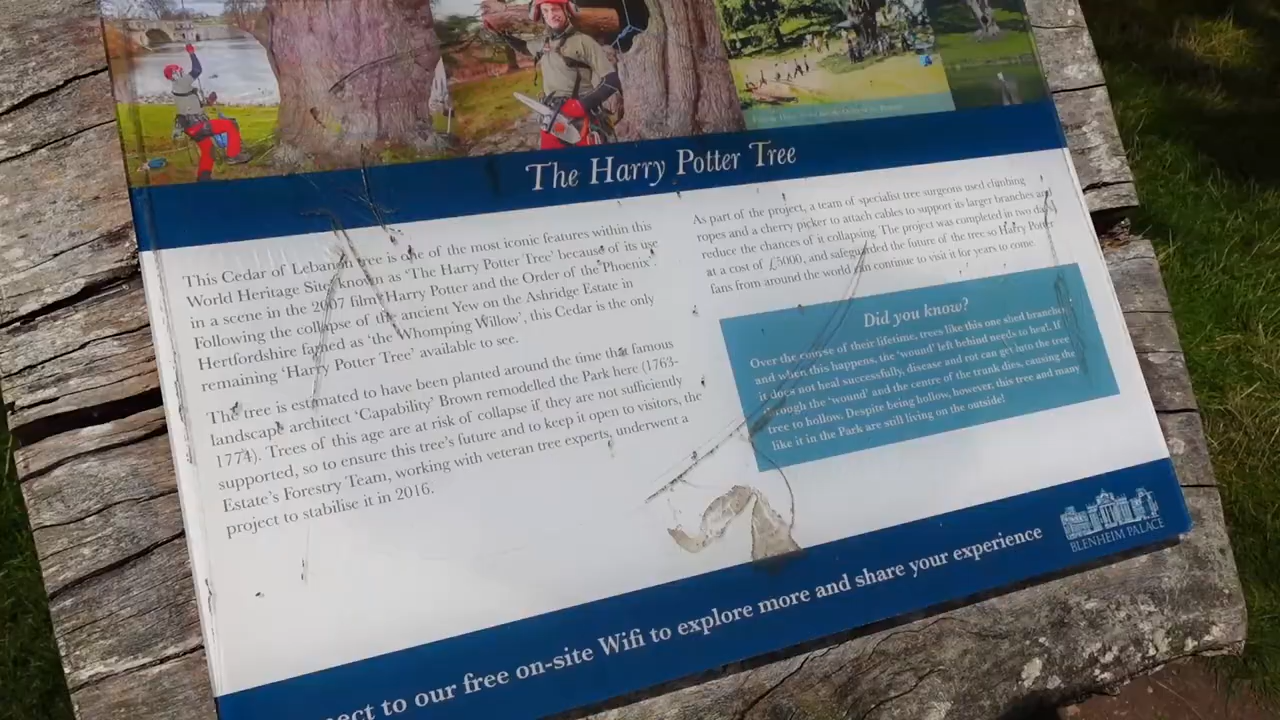 The Harry Potter Tree
This Cedar of Lebanon tree is one of the most iconic features within this
World Heritage Site, known as 'The Harry Potter Tree' because of its use
in a scene in the 2007 film 'Harry Potter and the Order of the Phoenix'.
Following the collapse of the ancient Yew on the Ashridge Estate in
Hertfordshire famed as 'the Whomping Willow', this Cedar is the only
remaining 'Harry Potter Tree' available to see.
The tree is estimated to have been planted around the time that famous
landscape architect 'Capability' Brown remodelled the Park here (1763-
1774). Trees of this age are at risk of collapse if they are not sufficiently
supported, so to ensure this tree's future and to keep it open to visitors, the
Estate's Forestry Team, working with veteran tree experts, underwent a
project to stabilise it in 2016.
As part of the project, a team of specialist tree surgeons used climbing
ropes and a cherry picker to attach cables to support its larger branches and
reduce the chances of it collapsing. The project was completed in two days
at a cost of £5000, and safeguarded the future of the tree so Harry Potter
fans from around the world can continue to visit it for years to come.
Did you know?
Over the course of their lifetime, trees like this one shed branches
and when this happens, the 'wound' left behind needs to heal. If
it does not heal successfully, disease and rot can get into the tree
through the 'wound' and the centre of the trunk dies, causing the
tree to hollow. Despite being hollow, however, this tree and many
like it in the Park are still living on the outside!
BLENHEIM PALACE
to our free on-site Wifi to explore more and share your experience